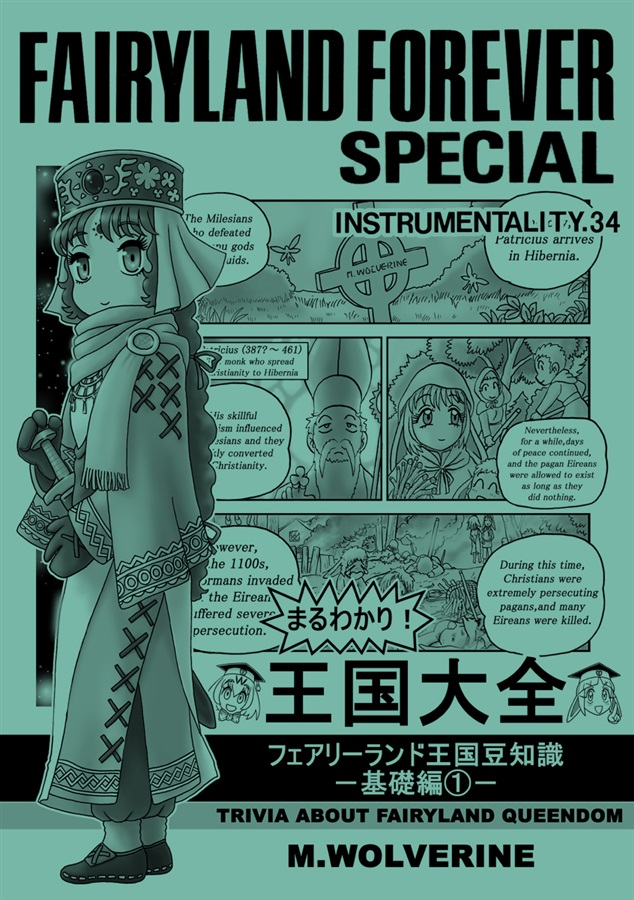 FAIRYLAND FOREVER
SPECIAL
INSTRUMENTALITY.34
The Milesians
who defeated
gods
Patricius arrives
in Hibernia.
M. WOLVERINE
Patricius (387?～461)
monk who spread
Christianity to Hibernia
His skillful
influenced
and they
converted
Christianity.
Nevertheless,
for a while,days
of peace continued,
and the pagan Eireans
were allowed to exist
as long as they
did nothing.
However,
the 1100s,
Normans invaded
the Eirean
suffered severe
persecution.
During this time,
Christians were
extremely persecuting
pagans,and many
Eireans were killed.
まるわかり！
王国大全
フェアリーランド王国豆知識
－基礎編①－
TRIVIA ABOUT FAIRYLAND QUEENDOM
M.WOLVERINE